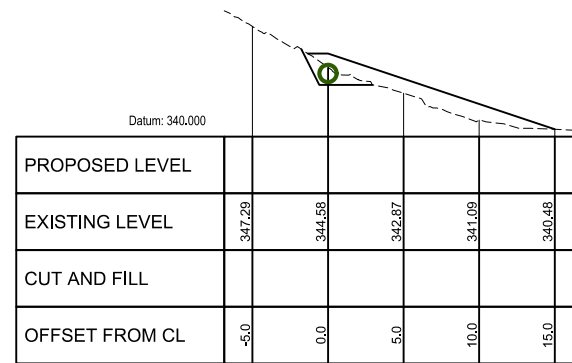 Datum: 340.000
PROPOSED LEVEL
EXISTING LEVEL 347.29 344.58 342.87 341.09 340.48
CUT AND FILL
OFFSET FROM CL -5.0 0.0 5.0 10.0 15.0